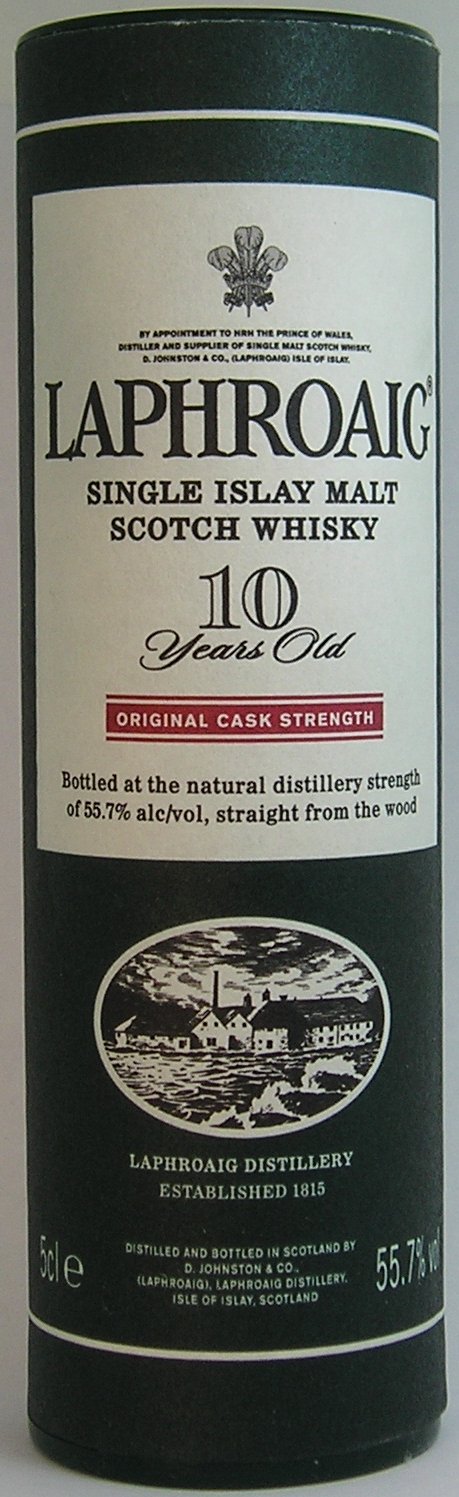 BY APPOINTMENT TO HRH THE PRINCE OF WALES,
DISTILLER AND SUPPLIER OF SINGLE MALT SCOTCH WHISKY,
D. JOHNSTON & CO., (LAPHROAIG) ISLE OF ISLAY.
LAPHROAIG®
SINGLE ISLAY MALT
SCOTCH WHISKY
10
Years Old
ORIGINAL CASK STRENGTH
Bottled at the natural distillery strength
of 55.7% alc/vol, straight from the wood
LAPHROAIG DISTILLERY
ESTABLISHED 1815
5cl e
DISTILLED AND BOTTLED IN SCOTLAND BY
D. JOHNSTON & CO.,
(LAPHROAIG), LAPHROAIG DISTILLERY,
ISLE OF ISLAY, SCOTLAND
55.7% vol